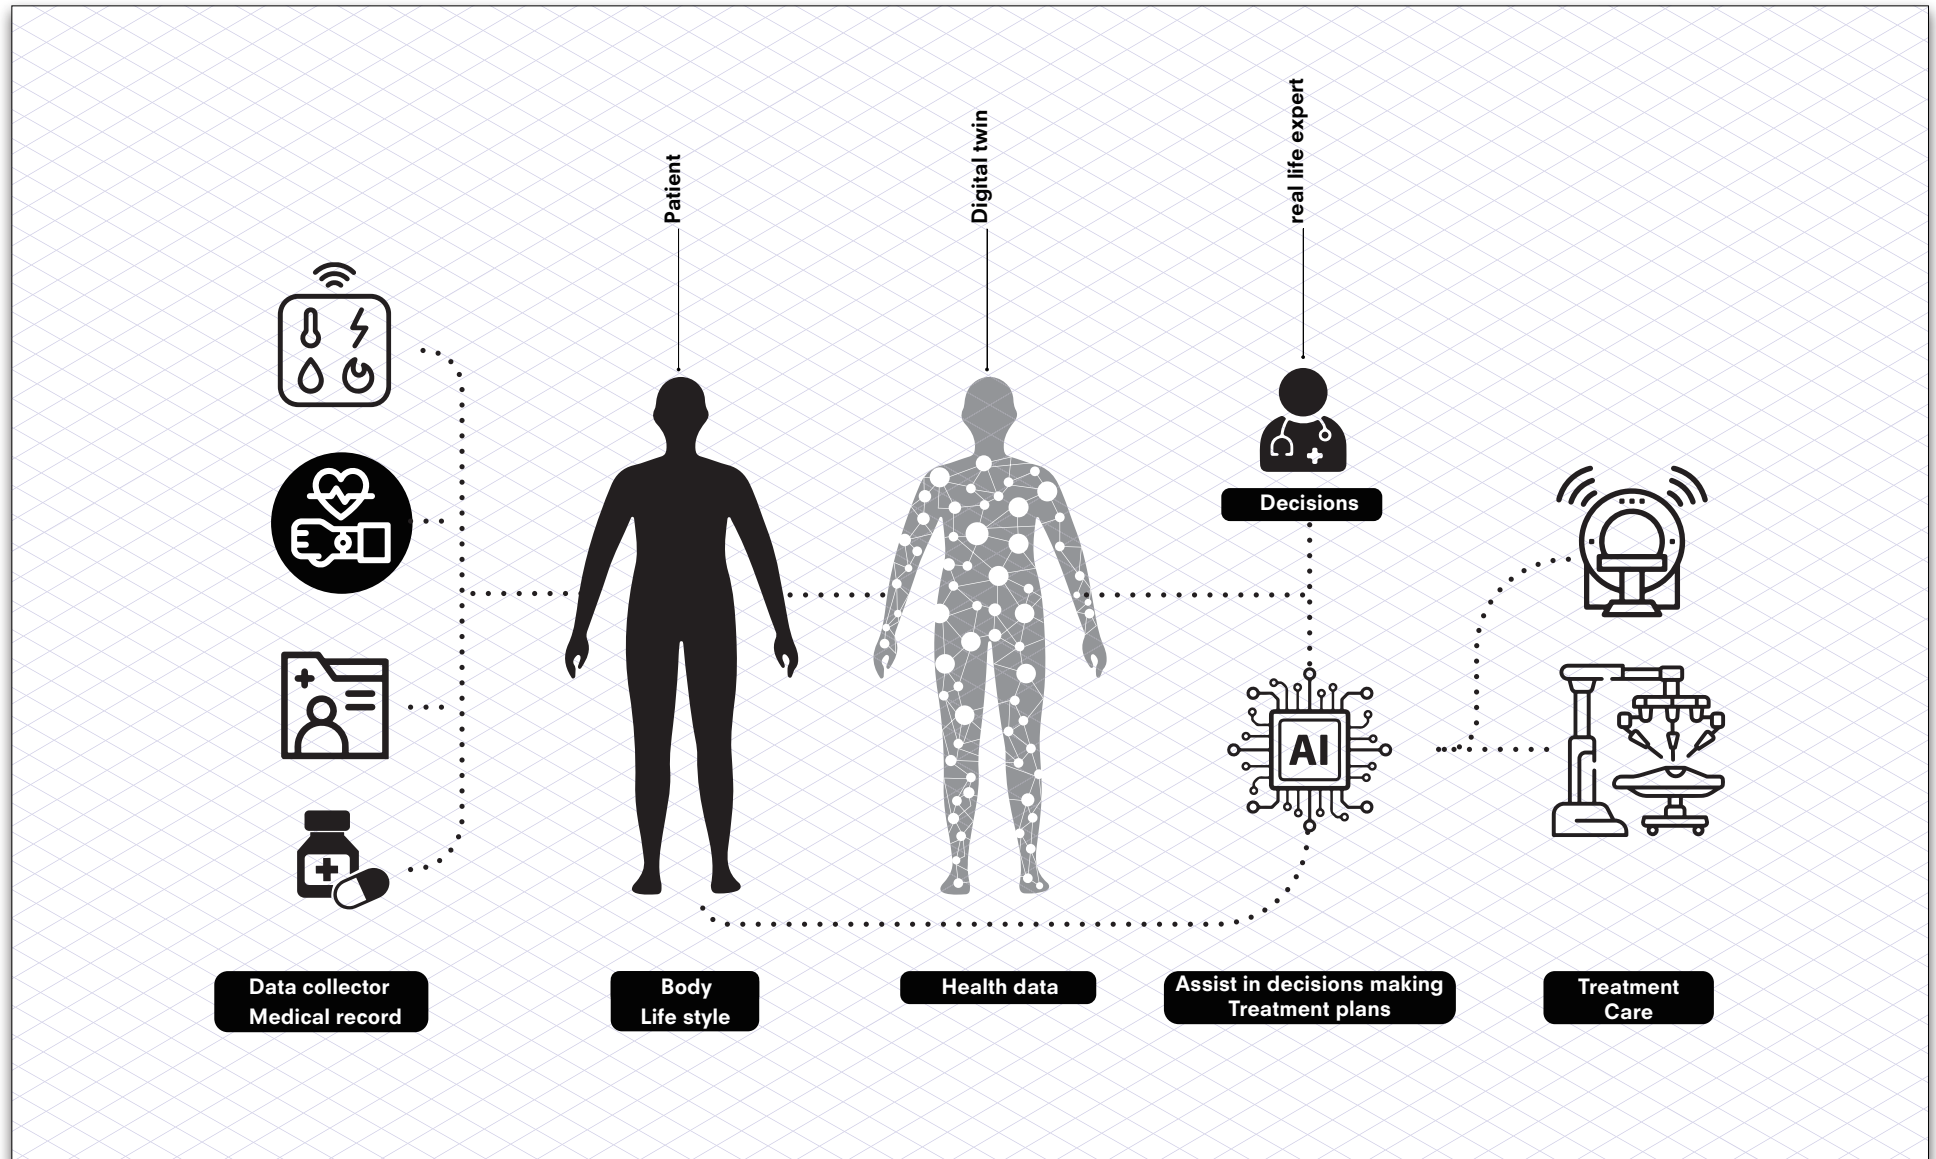 Patient
Digital twin
real life expert
Decisions
AI
Data collector
Medical record
Body
Life style
Health data
Assist in decisions making
Treatment plans
Treatment
Care